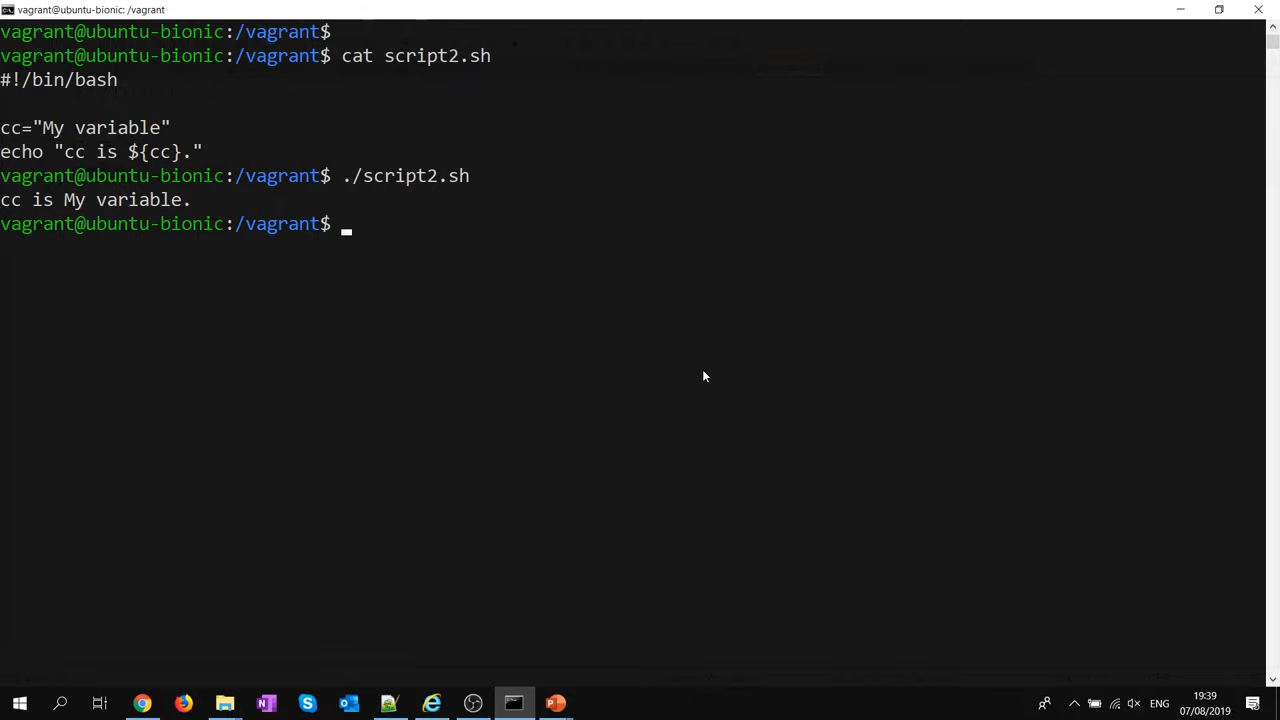 vagrant@ubuntu-bionic: /vagrant
vagrant@ubuntu-bionic:/vagrant$
vagrant@ubuntu-bionic:/vagrant$ cat script2.sh
#!/bin/bash
cc="My variable"
echo "cc is ${cc}."
vagrant@ubuntu-bionic:/vagrant$ ./script2.sh
cc is My variable.
vagrant@ubuntu-bionic:/vagrant$
ENG
19:39
07/08/2019